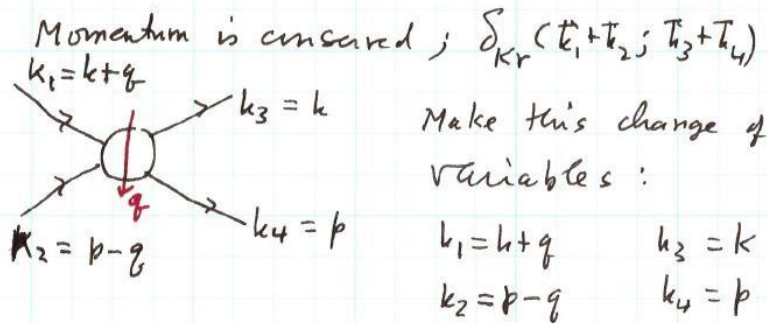 Momentum is conserved ; δ_Kr (k⃗₁+k⃗₂ ; k⃗₃+k⃗₄)
k₁=k+q
k₃ = k
Make this change of
variables :
q
k₂ = p-q
k₄ = p
k₁=k+q k₃ = k
k₂=p-q k₄ = p